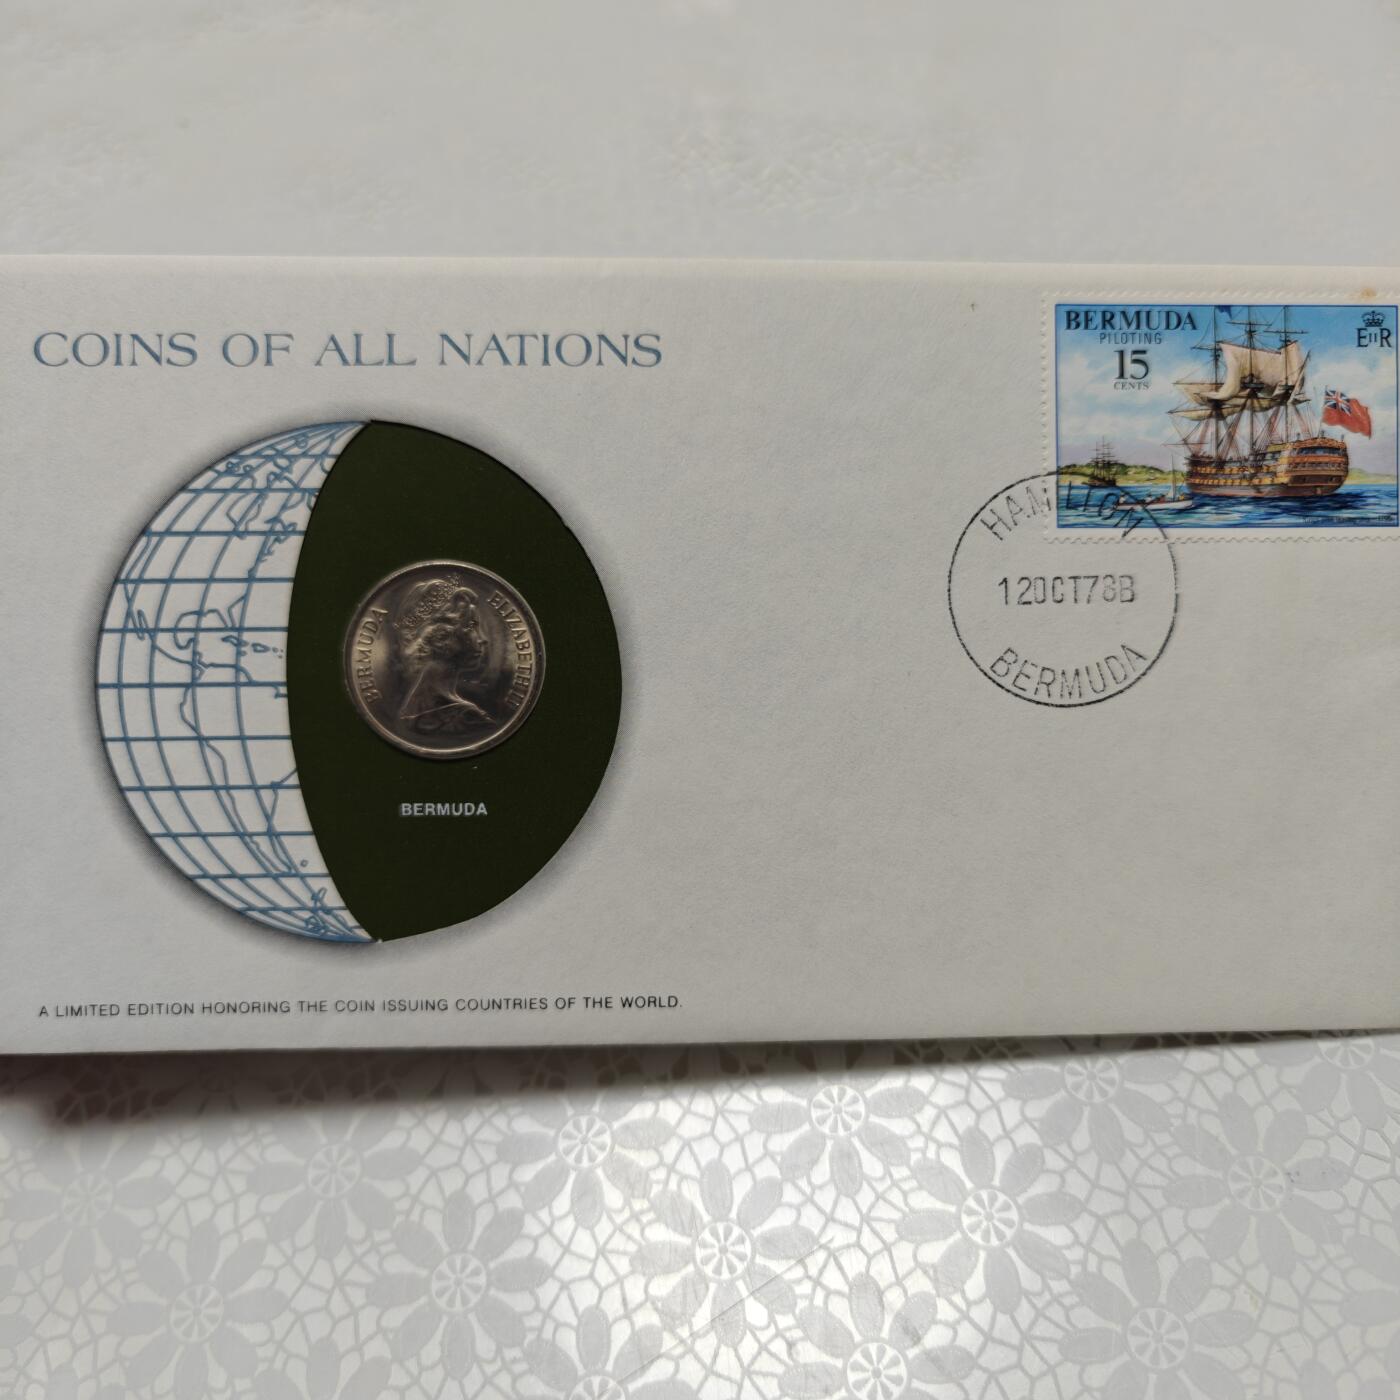 COINS OF ALL NATIONS
BERMUDA
PILOTING
15
CENTS
EIIR
HAMILTON
12OCT78B
BERMUDA
BERMUDA
ELIZABETH II
BERMUDA
A LIMITED EDITION HONORING THE COIN ISSUING COUNTRIES OF THE WORLD.